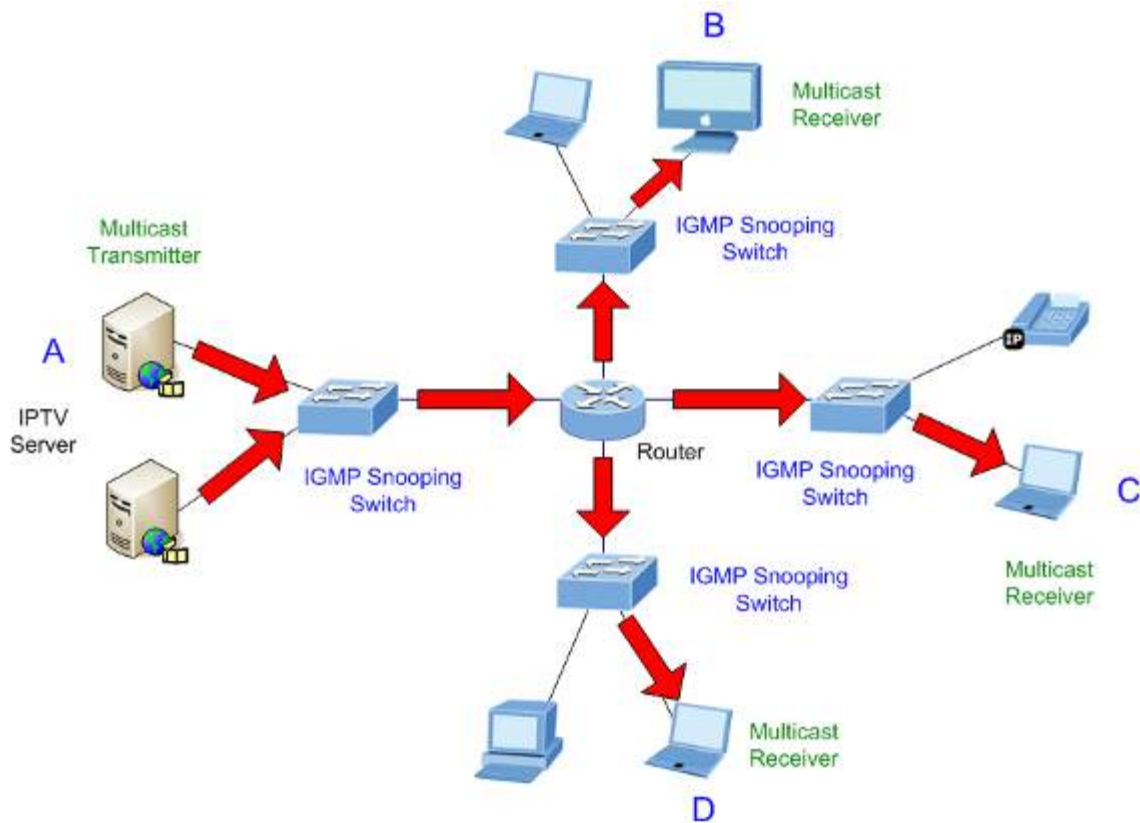 B
Multicast
Receiver
IGMP Snooping
Switch
Multicast
Transmitter
A
IPTV
Server
IGMP Snooping
Switch
Router
IP
IGMP Snooping
Switch
C
Multicast
Receiver
IGMP Snooping
Switch
Multicast
Receiver
D